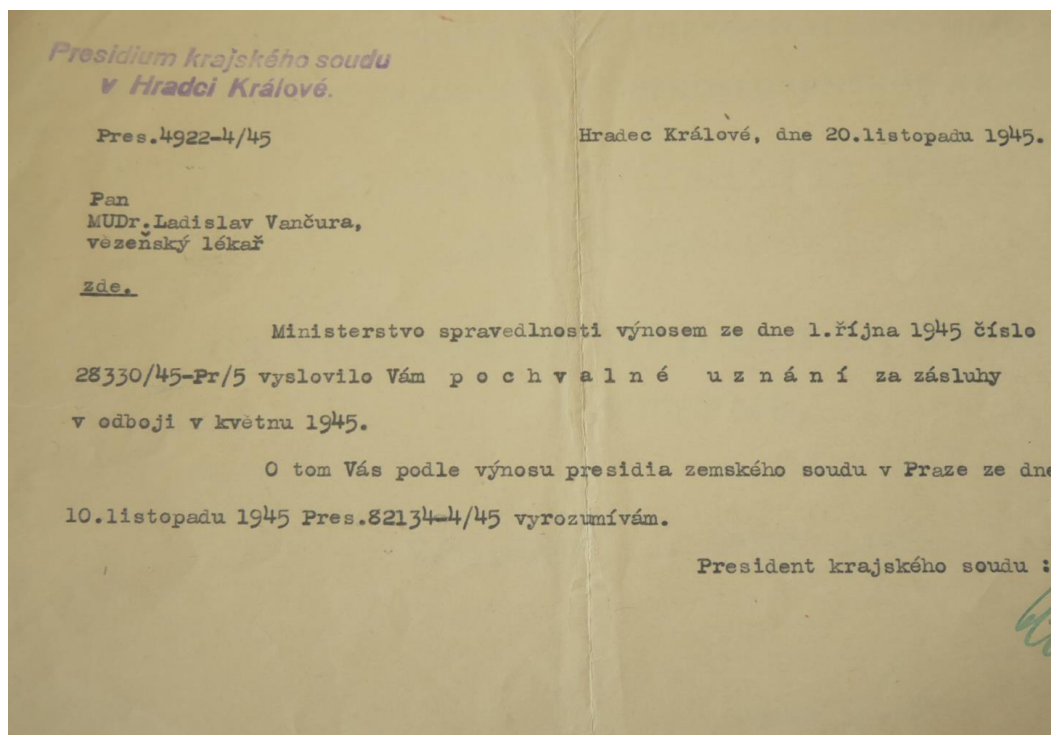 Presidium krajského soudu
v Hradci Králové.
Pres.4922-4/45 Hradec Králové, dne 20.listopadu 1945.
Pan
MUDr.Ladislav Vančura,
vězeňský lékař
zde.
Ministerstvo spravedlnosti výnosem ze dne 1.října 1945 číslo
28330/45-Pr/5 vyslovilo Vám p o c h v a l n é u z n á n í za zásluhy
v odboji v květnu 1945.
O tom Vás podle výnosu presidia zemského soudu v Praze ze dne
10.listopadu 1945 Pres.82134-4/45 vyrozumívám.
President krajského soudu :